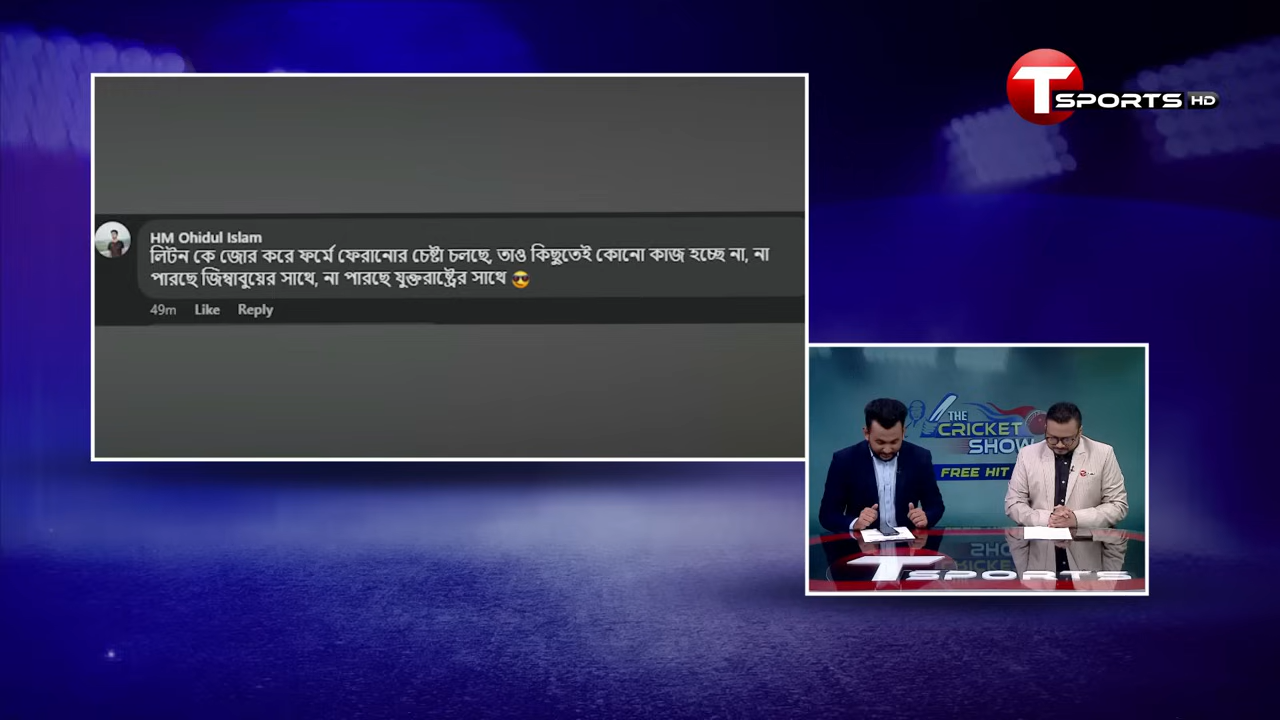 T SPORTS HD
HM Ohidul Islam
লিটন কে জোর করে ফর্মে ফেরানোর চেষ্টা চলছে, তাও কিছুতেই কোনো কাজ হচ্ছে না, না
পারছে জিম্বাবুয়ের সাথে, না পারছে যুক্তরাষ্ট্রের সাথে 😎
49m Like Reply
THE
CRICKET
SHOW
FREE HIT
T SPORTS